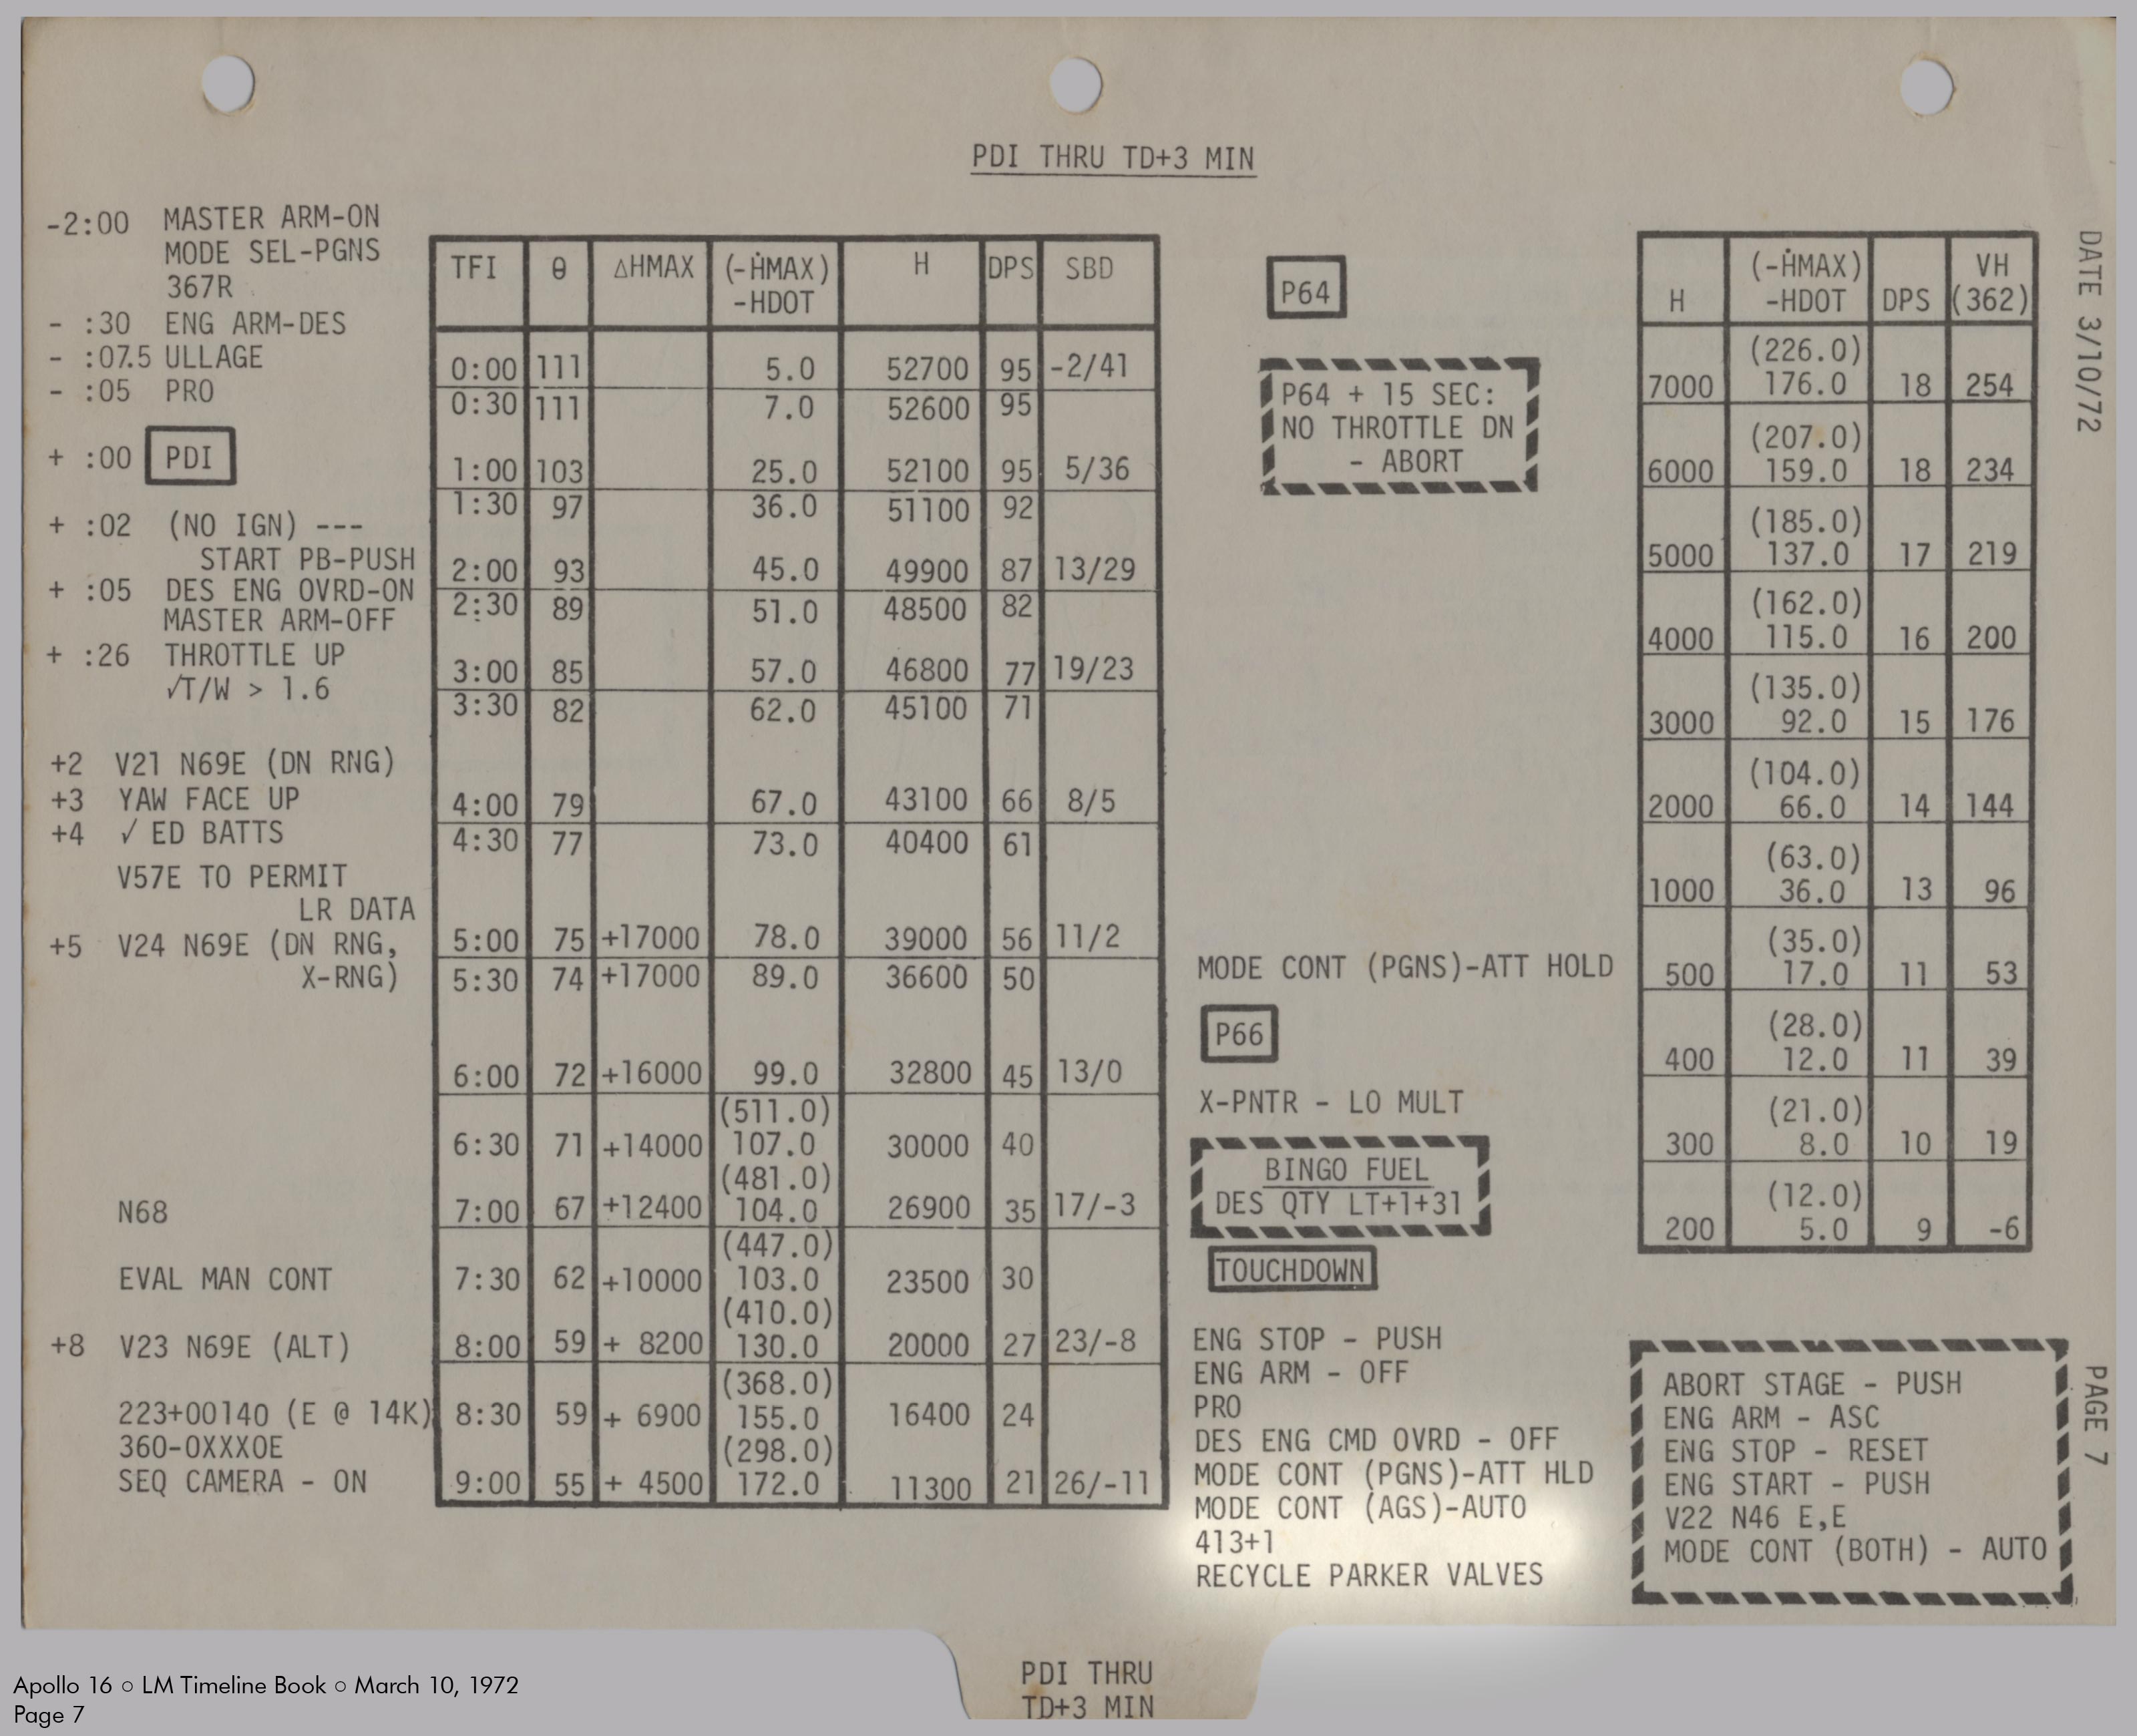 PDI THRU TD+3 MIN
-2:00 MASTER ARM-ON
MODE SEL-PGNS
367R
- :30 ENG ARM-DES
- :07.5 ULLAGE
- :05 PRO
+ :00 PDI
+ :02 (NO IGN) ---
START PB-PUSH
+ :05 DES ENG OVRD-ON
MASTER ARM-OFF
+ :26 THROTTLE UP
√T/W > 1.6
+2 V21 N69E (DN RNG)
+3 YAW FACE UP
+4 √ ED BATTS
V57E TO PERMIT
LR DATA
+5 V24 N69E (DN RNG,
X-RNG)
N68
EVAL MAN CONT
+8 V23 N69E (ALT)
223+00140 (E @ 14K)
360-0XXX0E
SEQ CAMERA - ON
TFI θ ΔHMAX (-ḢMAX) H DPS SBD
-HDOT
0:00 111 5.0 52700 95 -2/41
0:30 111 7.0 52600 95
1:00 103 25.0 52100 95 5/36
1:30 97 36.0 51100 92
2:00 93 45.0 49900 87 13/29
2:30 89 51.0 48500 82
3:00 85 57.0 46800 77 19/23
3:30 82 62.0 45100 71
4:00 79 67.0 43100 66 8/5
4:30 77 73.0 40400 61
5:00 75 +17000 78.0 39000 56 11/2
5:30 74 +17000 89.0 36600 50
6:00 72 +16000 99.0 32800 45 13/0
(511.0)
6:30 71 +14000 107.0 30000 40
(481.0)
7:00 67 +12400 104.0 26900 35 17/-3
(447.0)
7:30 62 +10000 103.0 23500 30
(410.0)
8:00 59 + 8200 130.0 20000 27 23/-8
(368.0)
8:30 59 + 6900 155.0 16400 24
(298.0)
9:00 55 + 4500 172.0 11300 21 26/-11
P64
P64 + 15 SEC:
NO THROTTLE DN
- ABORT
MODE CONT (PGNS)-ATT HOLD
P66
X-PNTR - LO MULT
BINGO FUEL
DES QTY LT+1+31
TOUCHDOWN
ENG STOP - PUSH
ENG ARM - OFF
PRO
DES ENG CMD OVRD - OFF
MODE CONT (PGNS)-ATT HLD
MODE CONT (AGS)-AUTO
413+1
RECYCLE PARKER VALVES
(-ḢMAX) VH
H -HDOT DPS (362)
(226.0)
7000 176.0 18 254
(207.0)
6000 159.0 18 234
(185.0)
5000 137.0 17 219
(162.0)
4000 115.0 16 200
(135.0)
3000 92.0 15 176
(104.0)
2000 66.0 14 144
(63.0)
1000 36.0 13 96
(35.0)
500 17.0 11 53
(28.0)
400 12.0 11 39
(21.0)
300 8.0 10 19
(12.0)
200 5.0 9 -6
ABORT STAGE - PUSH
ENG ARM - ASC
ENG STOP - RESET
ENG START - PUSH
V22 N46 E,E
MODE CONT (BOTH) - AUTO
DATE 3/10/72
PAGE 7
PDI THRU
TD+3 MIN
Apollo 16 ○ LM Timeline Book ○ March 10, 1972
Page 7